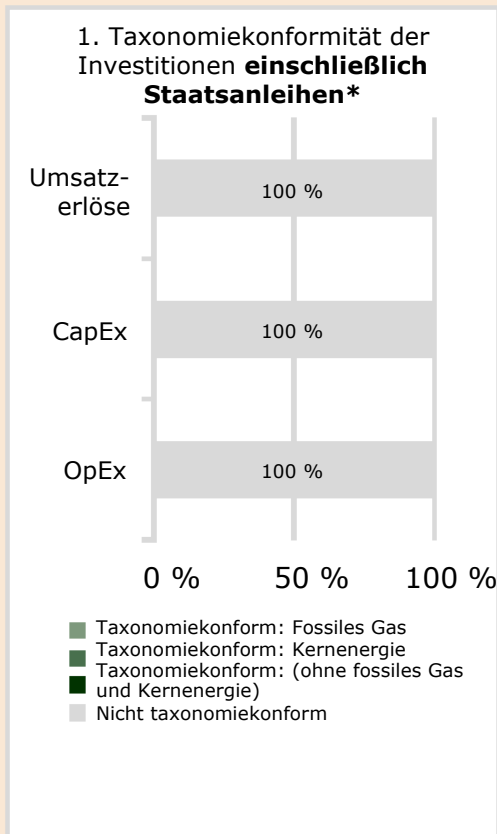 1. Taxonomiekonformität der
Investitionen einschließlich
Staatsanleihen*
Umsatz-
erlöse
100 %
CapEx
100 %
OpEx
100 %
0 % 50 % 100 %
Taxonomiekonform: Fossiles Gas
Taxonomiekonform: Kernenergie
Taxonomiekonform: (ohne fossiles Gas
und Kernenergie)
Nicht taxonomiekonform